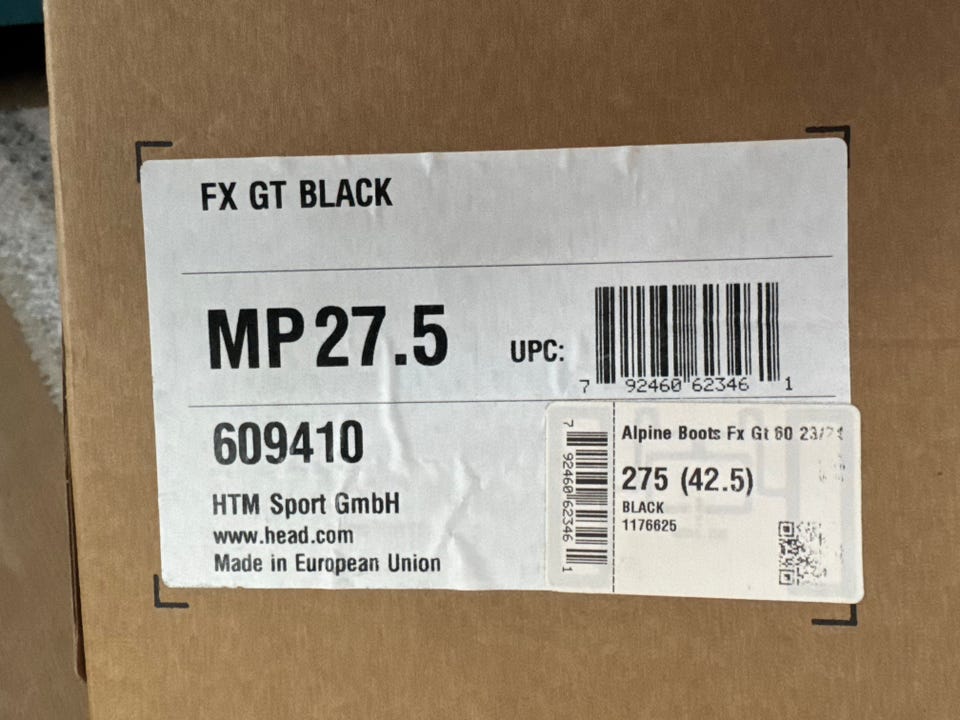 FX GT BLACK
MP 27.5
UPC:
7 92460 62346 1
609410
HTM Sport GmbH
www.head.com
Made in European Union
7 92460 62346 1
Alpine Boots Fx Gt 60
275 (42.5)
BLACK
1176625